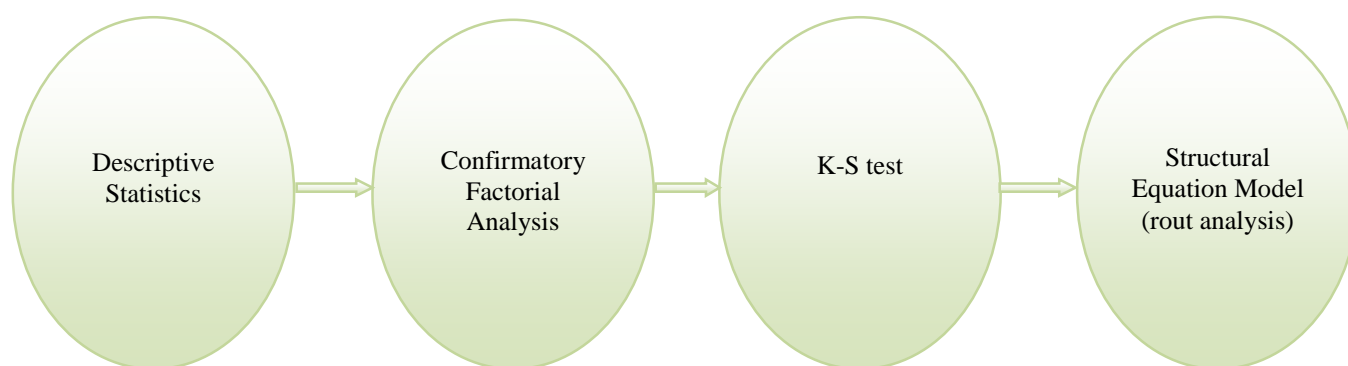 Descriptive
Statistics
Confirmatory
Factorial
Analysis
K-S test
Structural
Equation Model
(rout analysis)